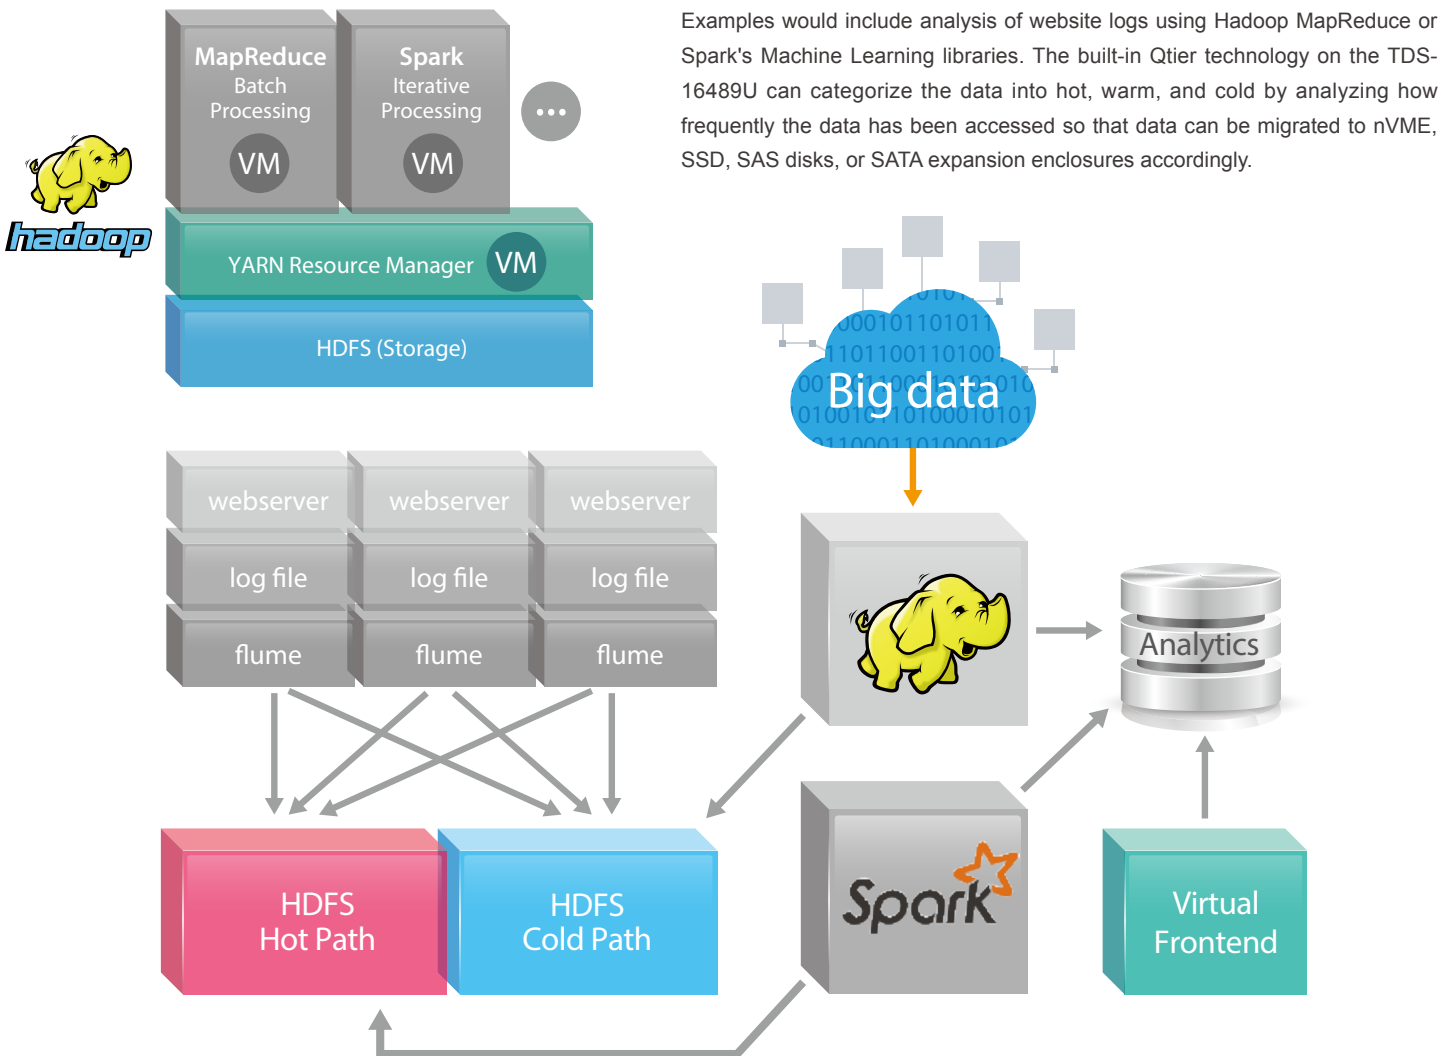 Examples would include analysis of website logs using Hadoop MapReduce or
Spark's Machine Learning libraries. The built-in Qtier technology on the TDS-
16489U can categorize the data into hot, warm, and cold by analyzing how
frequently the data has been accessed so that data can be migrated to nVME,
SSD, SAS disks, or SATA expansion enclosures accordingly.
MapReduce
Batch
Processing
VM
Spark
Iterative
Processing
VM
...
hadoop
YARN Resource Manager VM
HDFS (Storage)
Big data
webserver webserver webserver
log file log file log file
flume flume flume
Analytics
HDFS
Hot Path
HDFS
Cold Path
Spark
Virtual
Frontend